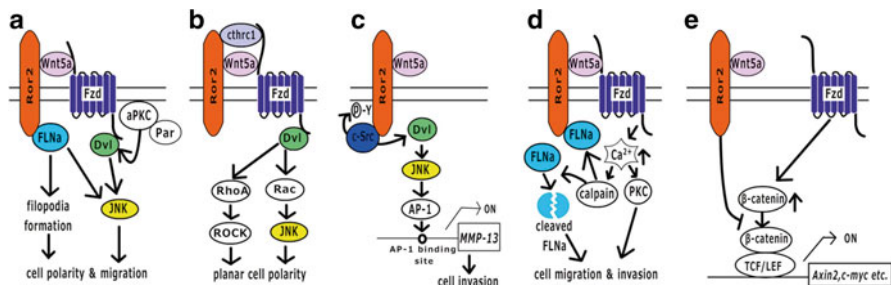 a
Ror2
Wnt5a
Fzd
aPKC
Par
FLNa
Dvl
filopodia
formation
JNK
cell polarity & migration
b
cthrc1
Ror2
Wnt5a
Fzd
Dvl
RhoA
Rac
ROCK
JNK
planar cell polarity
c
Ror2
Wnt5a
P-Y
c-Src
Dvl
JNK
AP-1
ON
AP-1 binding
site
MMP-13
cell invasion
d
Ror2
Wnt5a
Fzd
FLNa
FLNa
Ca2+
calpain
PKC
cleaved
FLNa
cell migration & invasion
e
Ror2
Wnt5a
Fzd
β-catenin
β-catenin
TCF/LEF
ON
Axin2,c-myc etc.